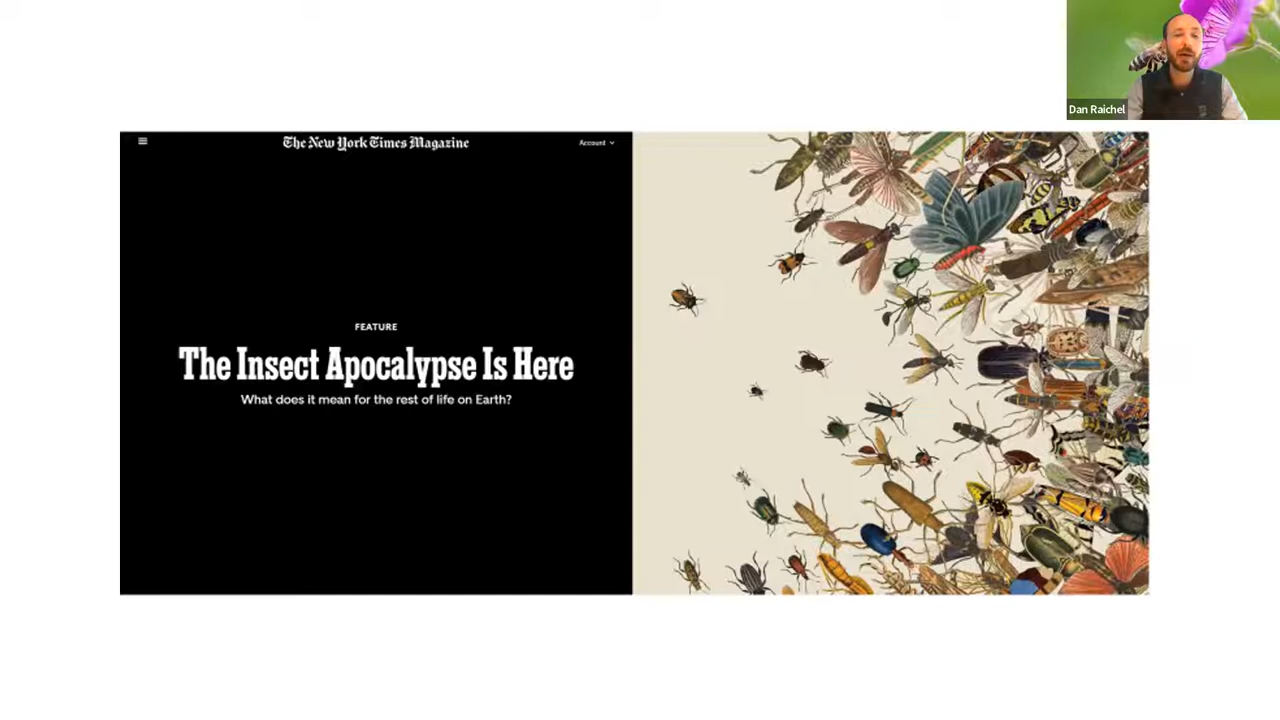 Dan Raichel
The New York Times Magazine
Account
FEATURE
The Insect Apocalypse Is Here
What does it mean for the rest of life on Earth?